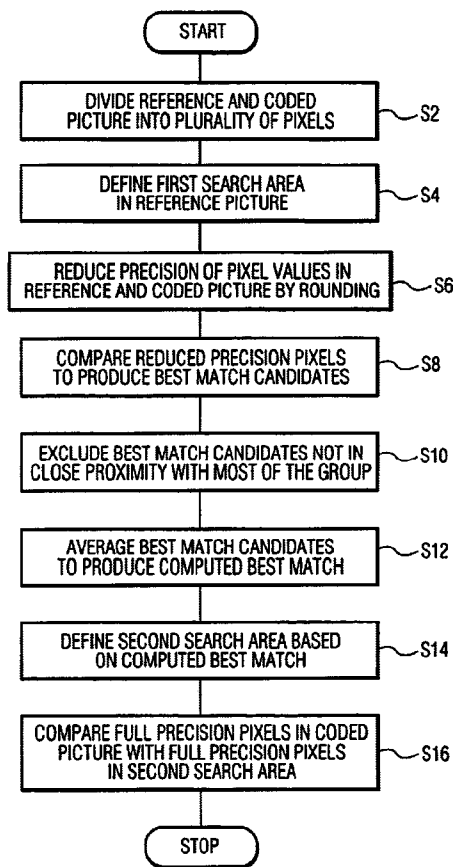 START
DIVIDE REFERENCE AND CODED
PICTURE INTO PLURALITY OF PIXELS
S2
DEFINE FIRST SEARCH AREA
IN REFERENCE PICTURE
S4
REDUCE PRECISION OF PIXEL VALUES IN
REFERENCE AND CODED PICTURE BY ROUNDING
S6
COMPARE REDUCED PRECISION PIXELS
TO PRODUCE BEST MATCH CANDIDATES
S8
EXCLUDE BEST MATCH CANDIDATES NOT IN
CLOSE PROXIMITY WITH MOST OF THE GROUP
S10
AVERAGE BEST MATCH CANDIDATES
TO PRODUCE COMPUTED BEST MATCH
S12
DEFINE SECOND SEARCH AREA BASED
ON COMPUTED BEST MATCH
S14
COMPARE FULL PRECISION PIXELS IN CODED
PICTURE WITH FULL PRECISION PIXELS
IN SECOND SEARCH AREA
S16
STOP